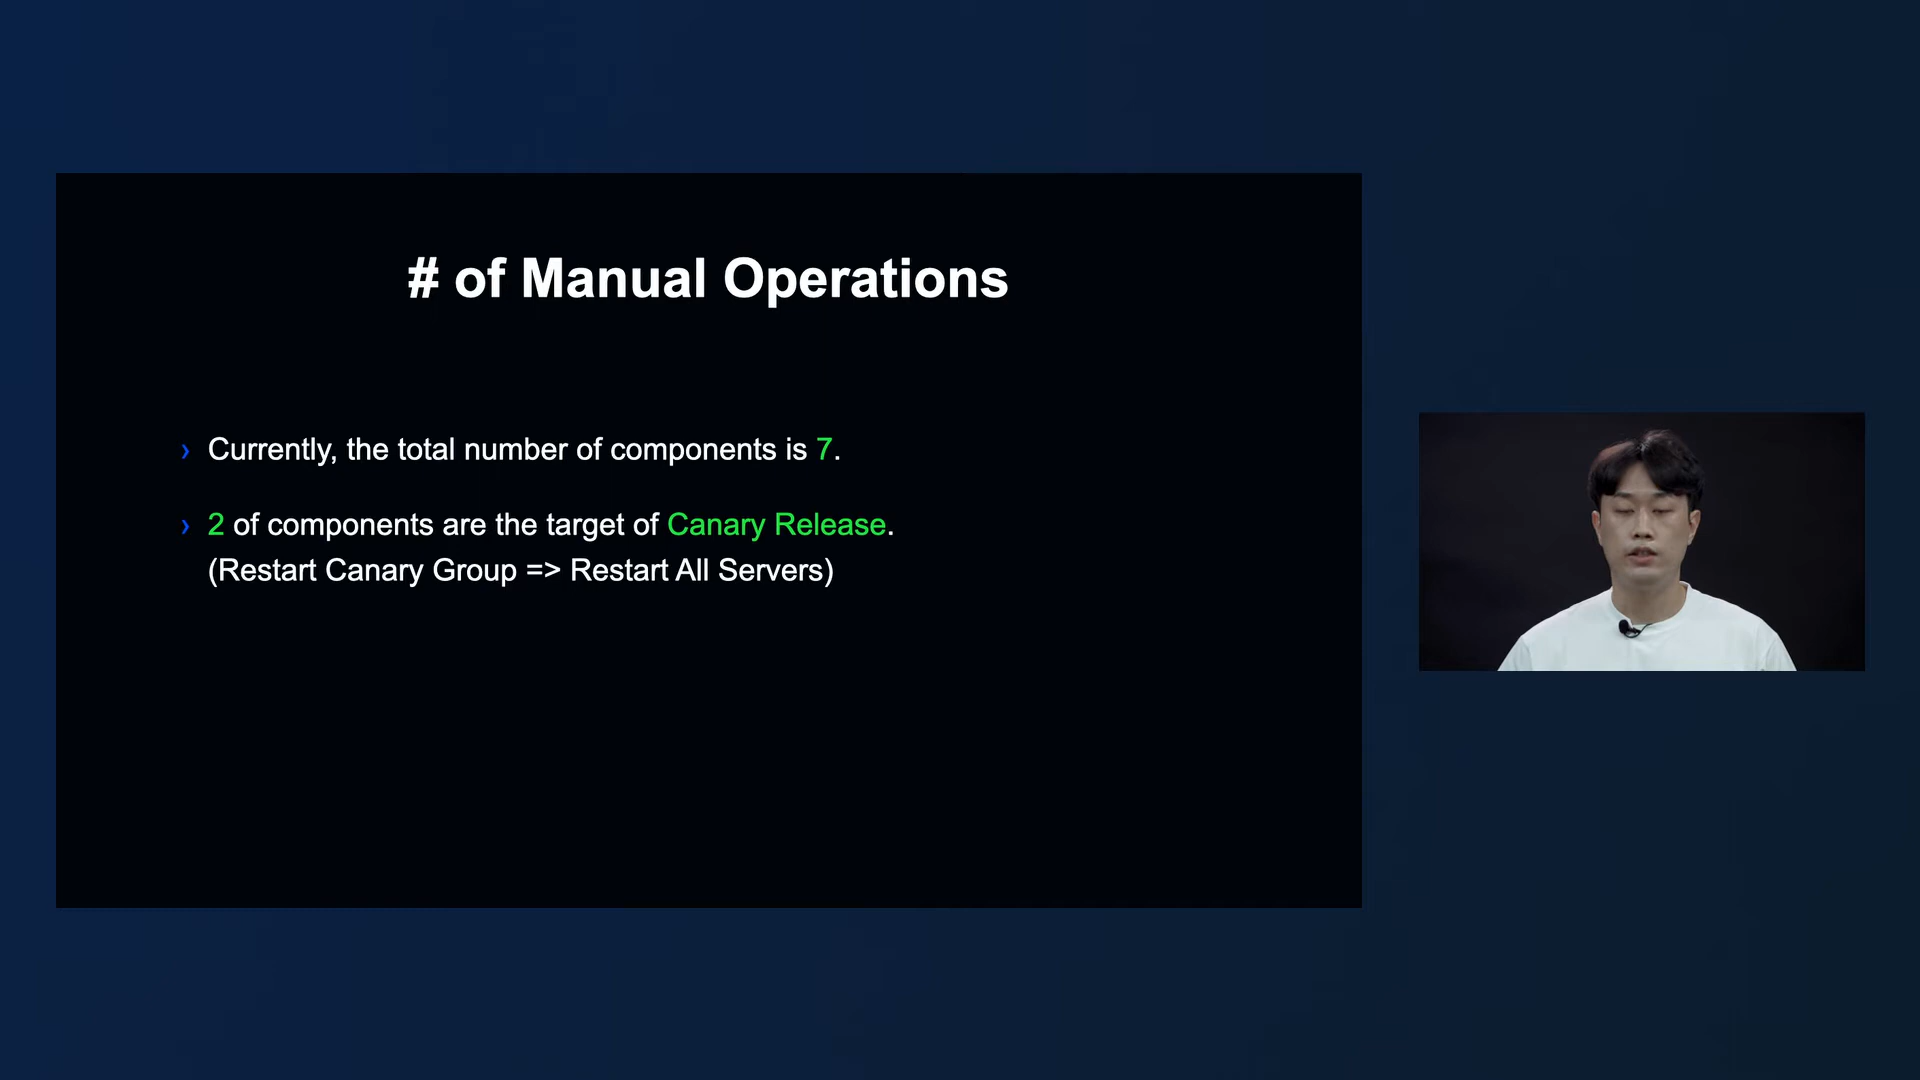 # of Manual Operations
› Currently, the total number of components is 7.
› 2 of components are the target of Canary Release.
(Restart Canary Group => Restart All Servers)